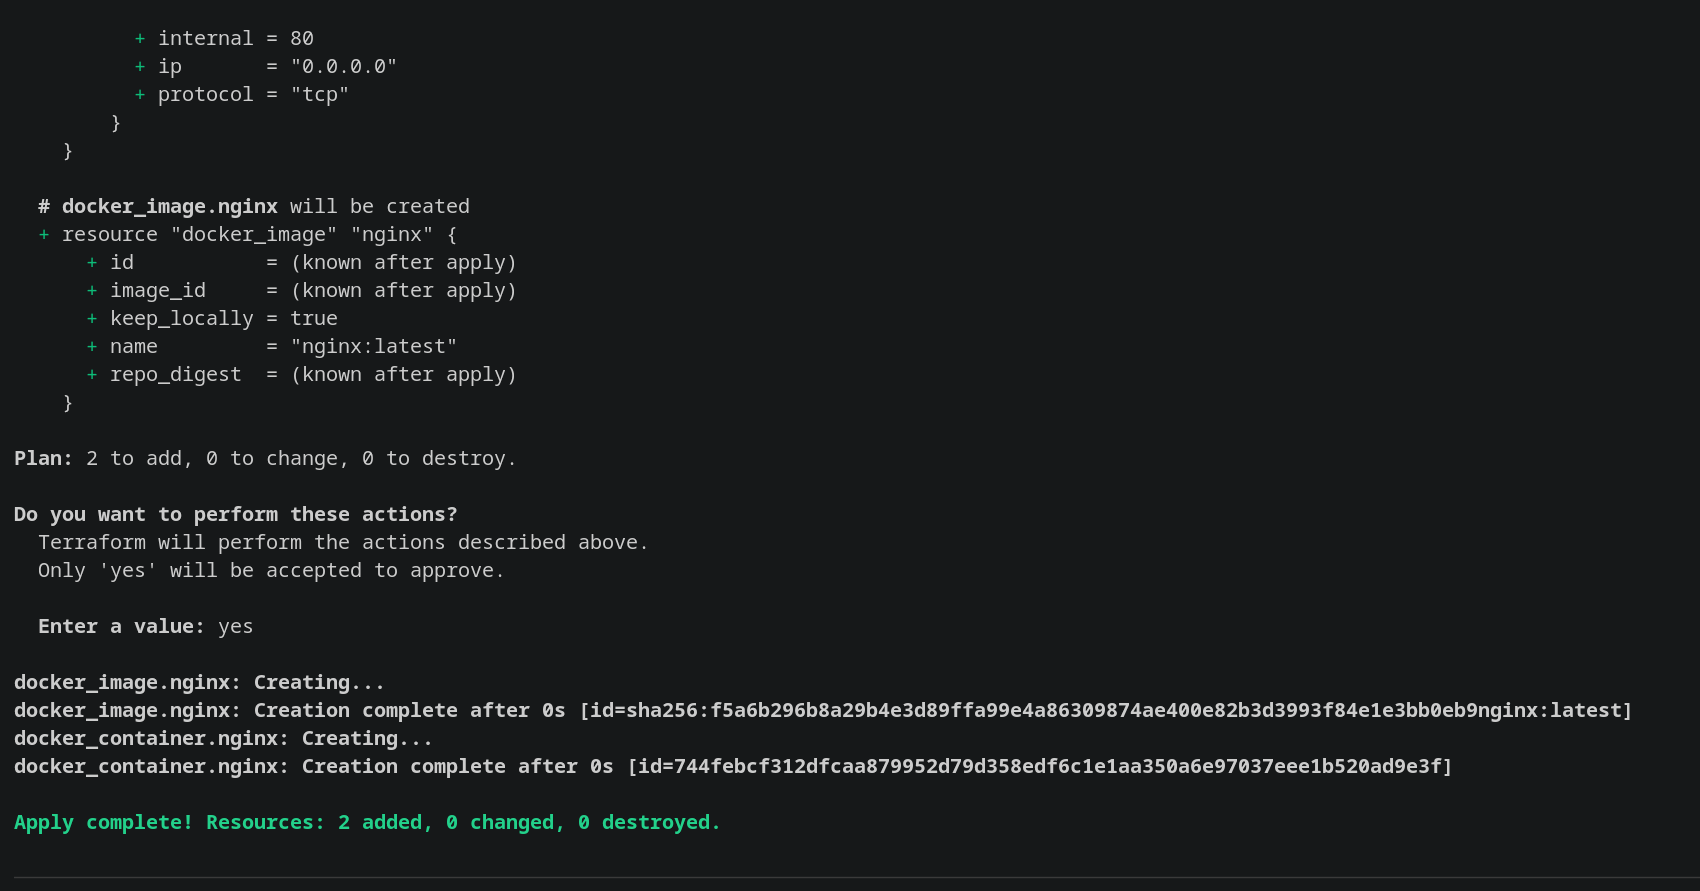 + internal = 80
+ ip       = "0.0.0.0"
+ protocol = "tcp"
}
}
# docker_image.nginx will be created
+ resource "docker_image" "nginx" {
+ id           = (known after apply)
+ image_id     = (known after apply)
+ keep_locally = true
+ name         = "nginx:latest"
+ repo_digest  = (known after apply)
}
Plan: 2 to add, 0 to change, 0 to destroy.
Do you want to perform these actions?
Terraform will perform the actions described above.
Only 'yes' will be accepted to approve.
Enter a value: yes
docker_image.nginx: Creating...
docker_image.nginx: Creation complete after 0s [id=sha256:f5a6b296b8a29b4e3d89ffa99e4a86309874ae400e82b3d3993f84e1e3bb0eb9nginx:latest]
docker_container.nginx: Creating...
docker_container.nginx: Creation complete after 0s [id=744febcf312dfcaa879952d79d358edf6c1e1aa350a6e97037eee1b520ad9e3f]
Apply complete! Resources: 2 added, 0 changed, 0 destroyed.